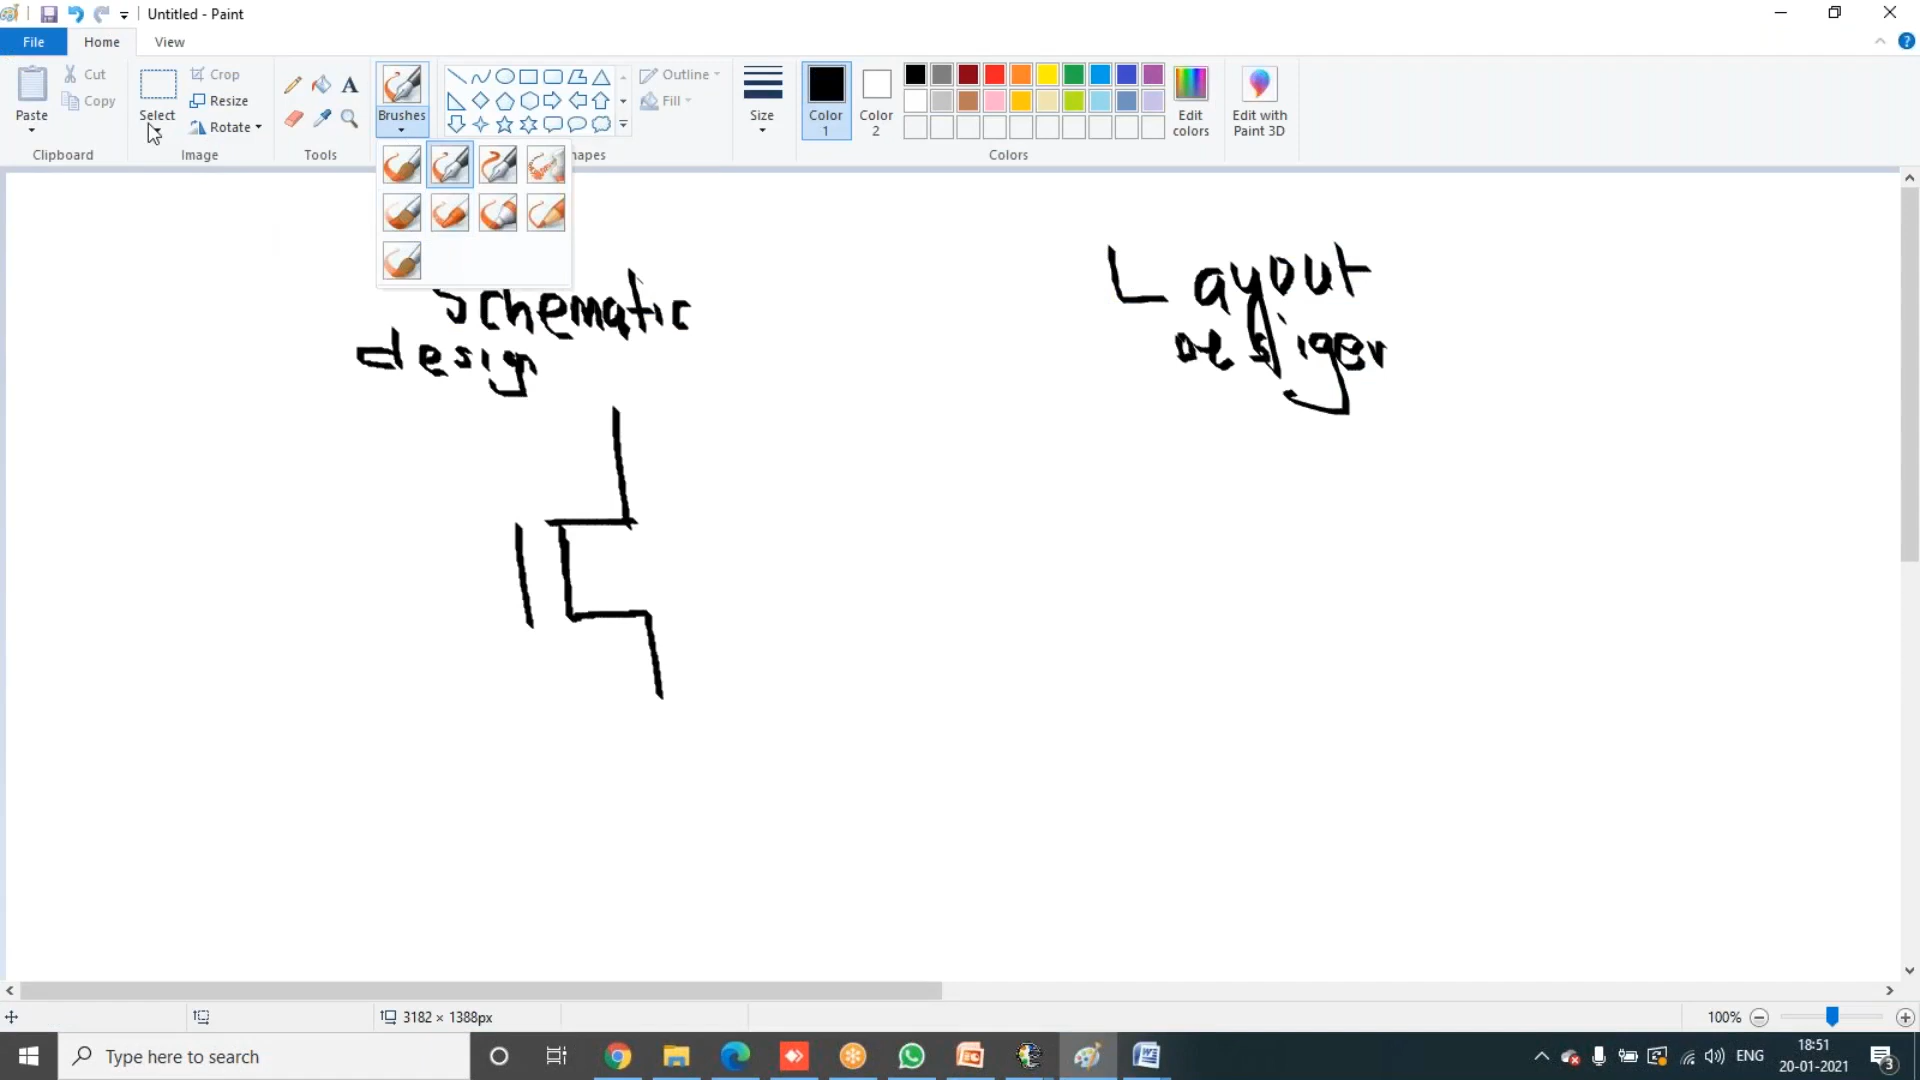 Untitled - Paint
File Home View
Paste
Cut
Copy
Clipboard
Select
Crop
Resize
Rotate
Image
Tools
Brushes
hapes
Outline
Fill
Size
Color 1
Color 2
Edit colors
Edit with Paint 3D
Colors
Schematic
design
Layout
desiger
3182 × 1388px
100%
Type here to search
ENG
18:51
20-01-2021
3